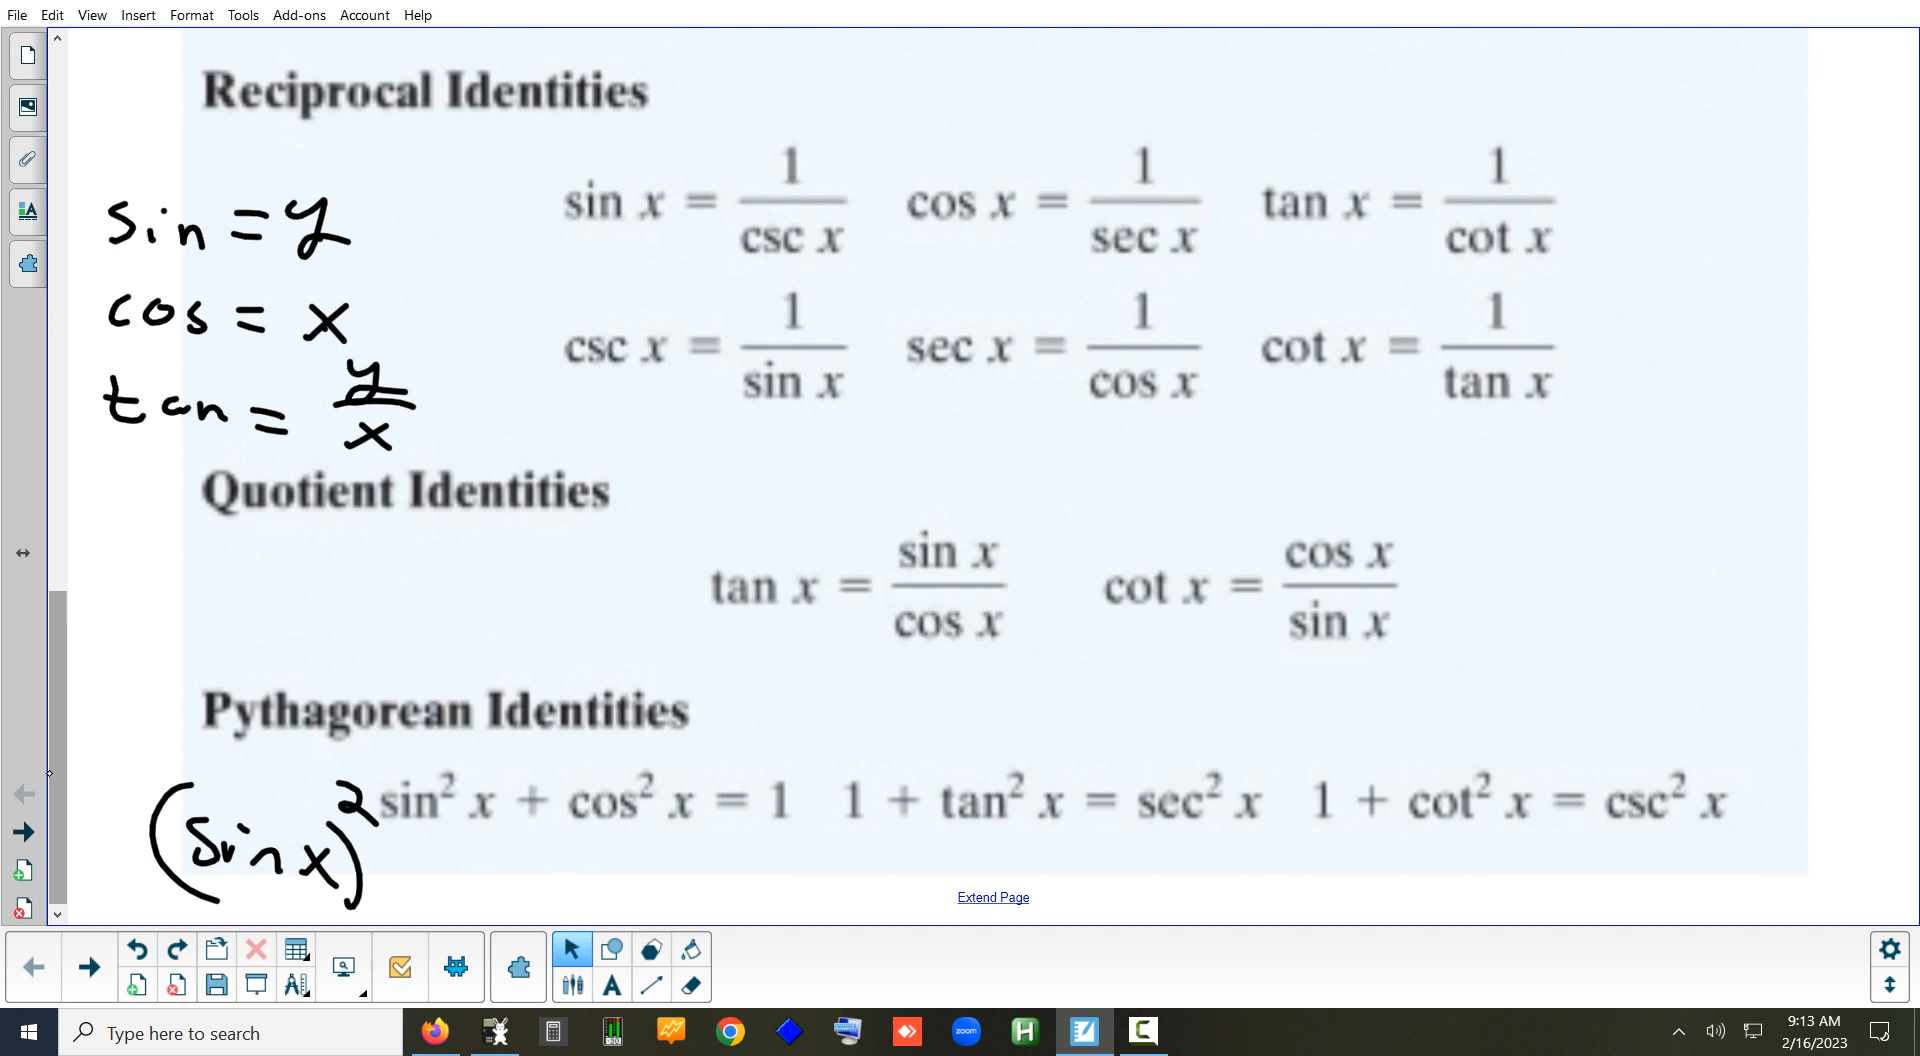 File Edit View Insert Format Tools Add-ons Account Help
Reciprocal Identities
sin x = 1/csc x cos x = 1/sec x tan x = 1/cot x
sin = y
csc x = 1/sin x sec x = 1/cos x cot x = 1/tan x
cos = x
tan = y/x
Quotient Identities
tan x = sin x/cos x cot x = cos x/sin x
Pythagorean Identities
sin² x + cos² x = 1 1 + tan² x = sec² x 1 + cot² x = csc² x
(sin x)²
Extend Page
Type here to search
zoom
H
C
9:13 AM
2/16/2023